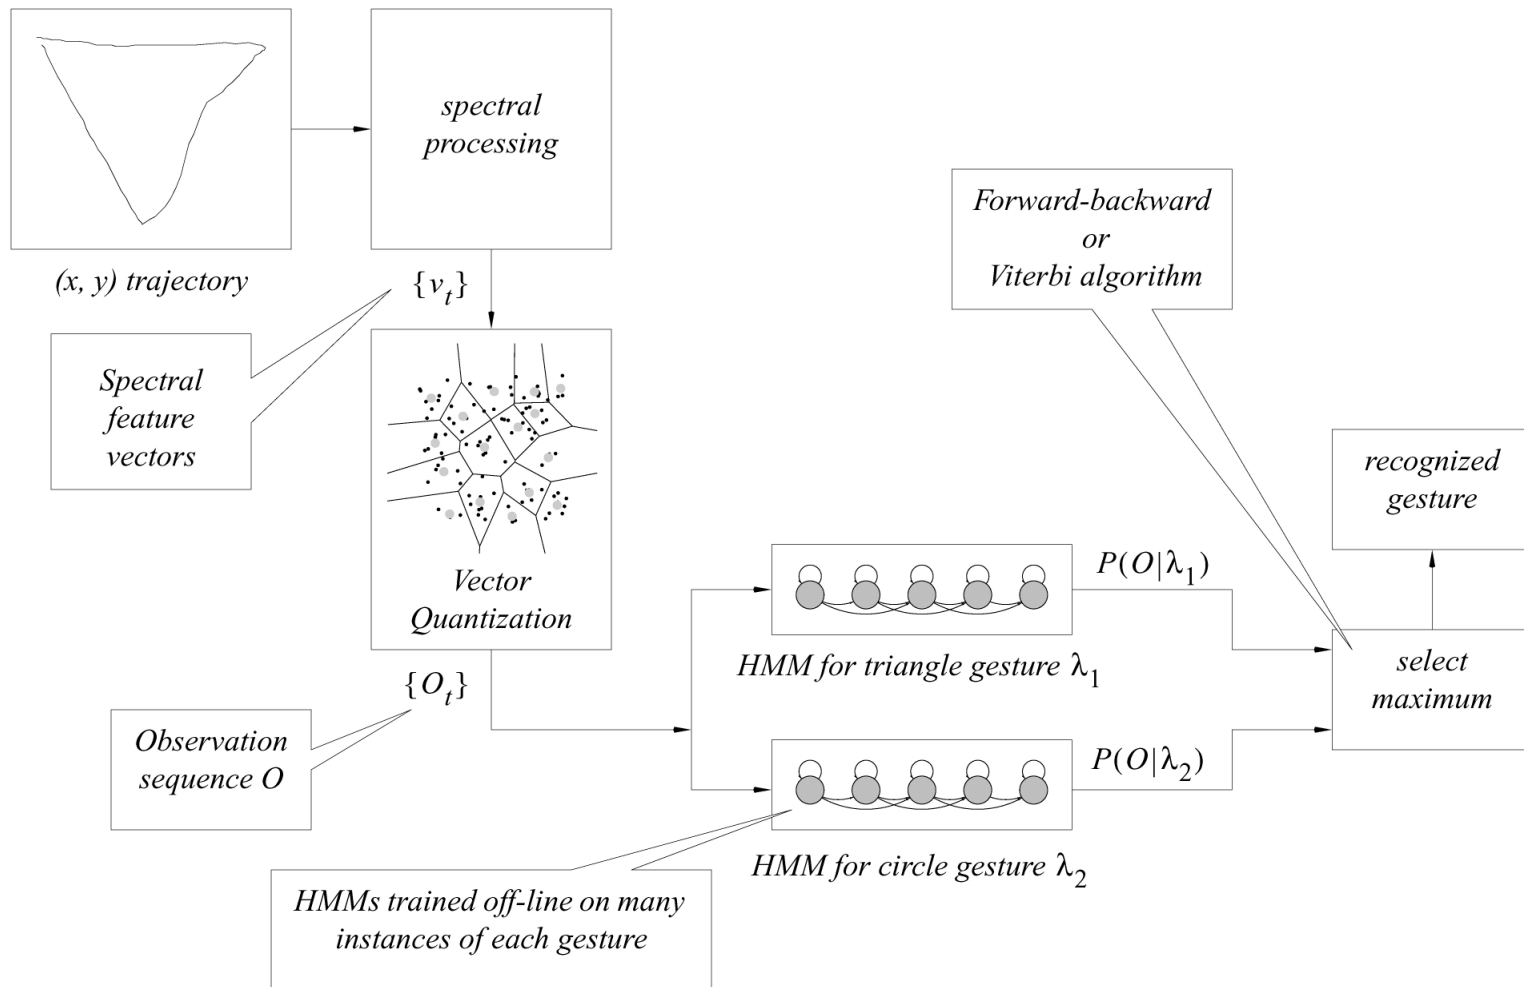 spectral
processing
(x, y) trajectory
{v_t}
Spectral
feature
vectors
Vector
Quantization
{O_t}
Observation
sequence O
Forward-backward
or
Viterbi algorithm
recognized
gesture
P(O|λ_1)
HMM for triangle gesture λ_1
select
maximum
P(O|λ_2)
HMM for circle gesture λ_2
HMMs trained off-line on many
instances of each gesture